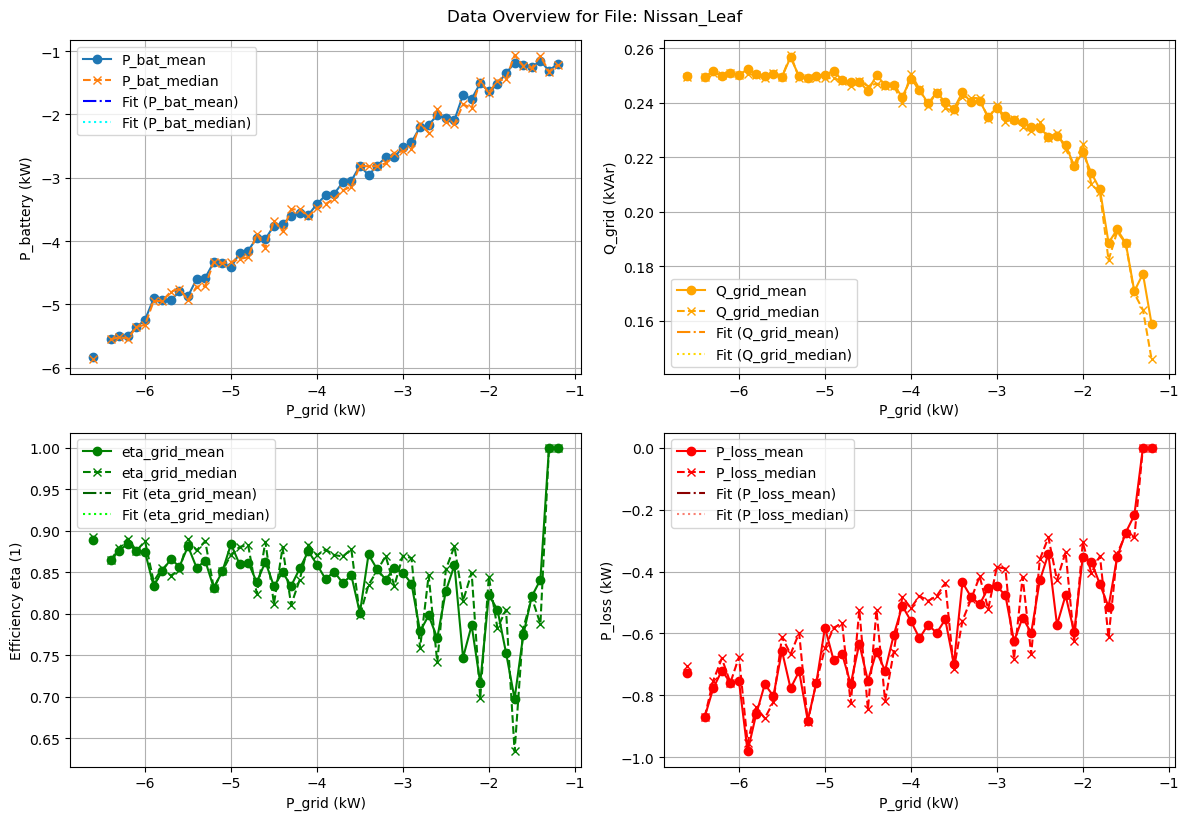 Data Overview for File: Nissan_Leaf
P_battery (kW)
−1
−2
−3
−4
−5
−6
P_bat_mean
P_bat_median
Fit (P_bat_mean)
Fit (P_bat_median)
−6 −5 −4 −3 −2 −1
P_grid (kW)
Q_grid (kVAr)
0.26
0.24
0.22
0.20
0.18
0.16
Q_grid_mean
Q_grid_median
Fit (Q_grid_mean)
Fit (Q_grid_median)
−6 −5 −4 −3 −2 −1
P_grid (kW)
Efficiency eta (1)
1.00
0.95
0.90
0.85
0.80
0.75
0.70
0.65
eta_grid_mean
eta_grid_median
Fit (eta_grid_mean)
Fit (eta_grid_median)
−6 −5 −4 −3 −2 −1
P_grid (kW)
P_loss (kW)
0.0
−0.2
−0.4
−0.6
−0.8
−1.0
P_loss_mean
P_loss_median
Fit (P_loss_mean)
Fit (P_loss_median)
−6 −5 −4 −3 −2 −1
P_grid (kW)